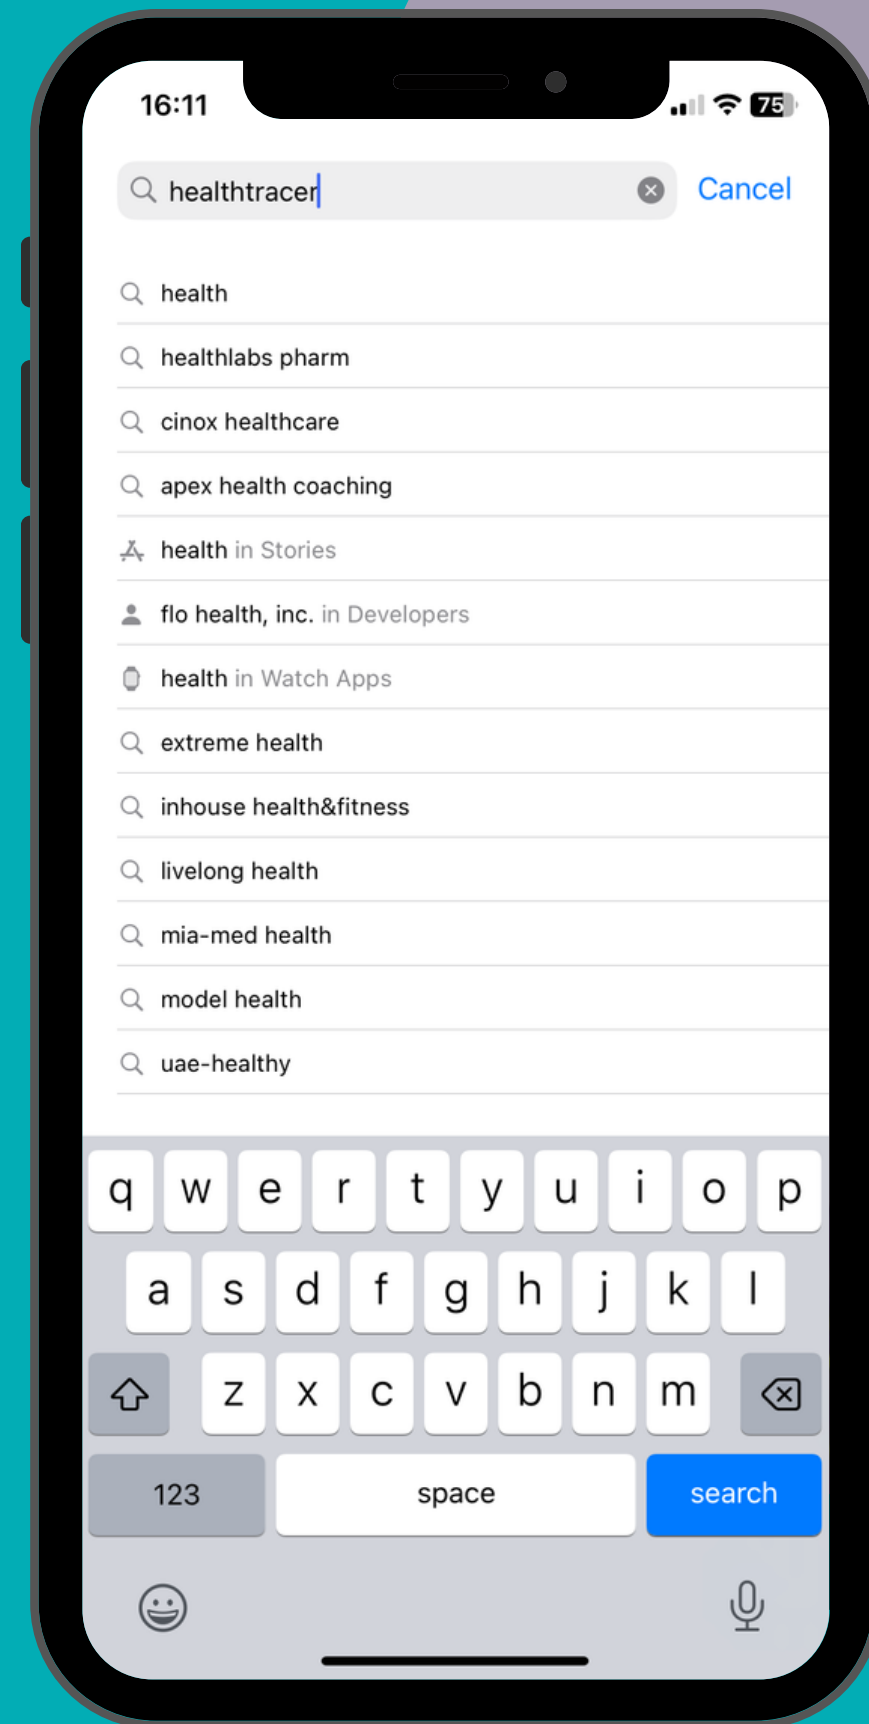 16:11 75
healthtracer Cancel
health
healthlabs pharm
cinox healthcare
apex health coaching
health in Stories
flo health, inc. in Developers
health in Watch Apps
extreme health
inhouse health&fitness
livelong health
mia-med health
model health
uae-healthy
q w e r t y u i o p
a s d f g h j k l
z x c v b n m
123 space search